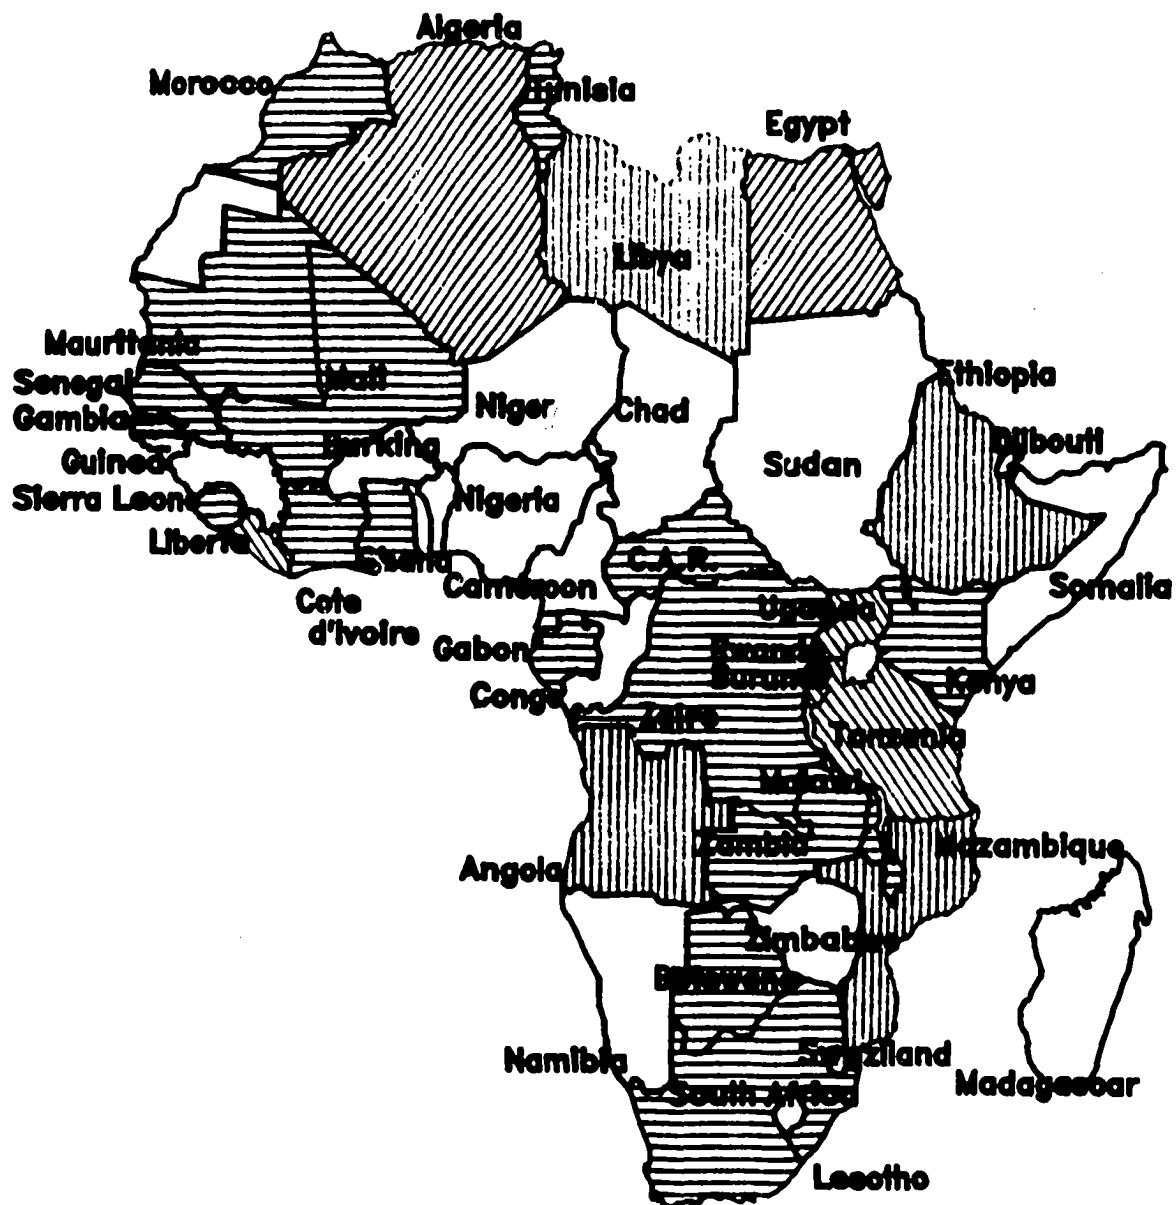 Algeria
Morocco
Tunisia
Egypt
Libya
Mauritania
Senegal
Mali
Ethiopia
Gambia
Niger
Chad
Burking
Djibouti
Guinea
Sudan
Sierra Leone
Nigeria
Liberia
Ghana
C.A.R.
Cameroon
Somalia
Cote
d'Ivoire
Uganda
Gabon
Rwanda
Burundi
Kenya
Congo
Zaire
Tanzania
Malawi
Zambia
Mozambique
Angola
Zimbabwe
Botswana
Swaziland
Namibia
Madagascar
South Africa
Lesotho